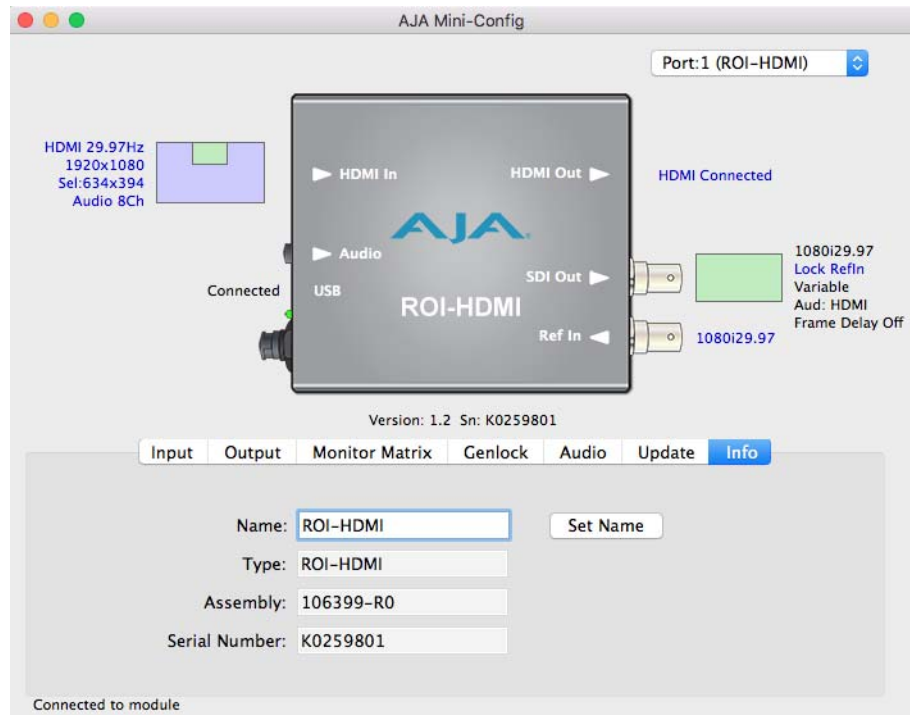 AJA Mini-Config
Port:1 (ROI-HDMI)
HDMI 29.97Hz
1920x1080
Sel:634x394
Audio 8Ch
HDMI In
HDMI Out
HDMI Connected
AJA
Audio
Connected
USB
SDI Out
ROI-HDMI
Ref In
1080i29.97
Lock RefIn
Variable
Aud: HDMI
Frame Delay Off
1080i29.97
Version: 1.2 Sn: K0259801
Input Output Monitor Matrix Genlock Audio Update Info
Name: ROI-HDMI Set Name
Type: ROI-HDMI
Assembly: 106399-R0
Serial Number: K0259801
Connected to module